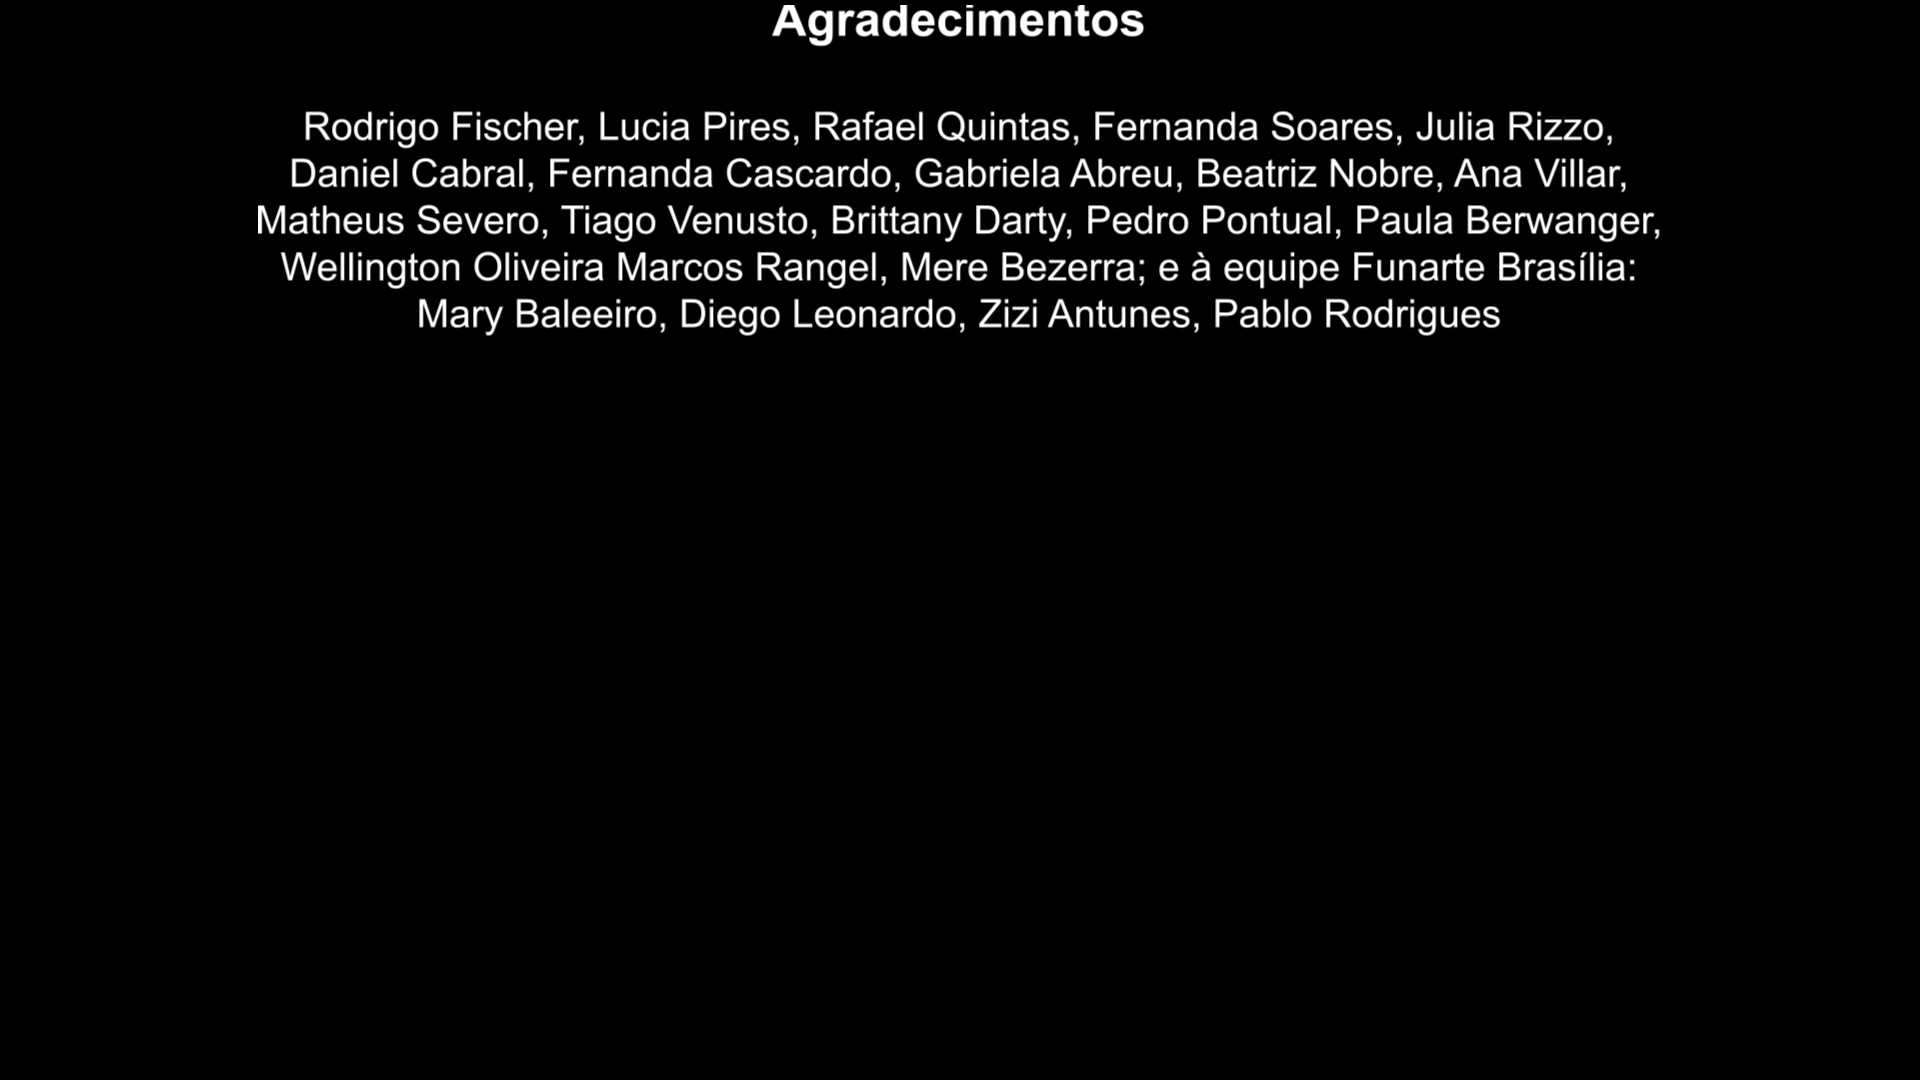 Agradecimentos
Rodrigo Fischer, Lucia Pires, Rafael Quintas, Fernanda Soares, Julia Rizzo,
Daniel Cabral, Fernanda Cascardo, Gabriela Abreu, Beatriz Nobre, Ana Villar,
Matheus Severo, Tiago Venusto, Brittany Darty, Pedro Pontual, Paula Berwanger,
Wellington Oliveira Marcos Rangel, Mere Bezerra; e à equipe Funarte Brasília:
Mary Baleeiro, Diego Leonardo, Zizi Antunes, Pablo Rodrigues